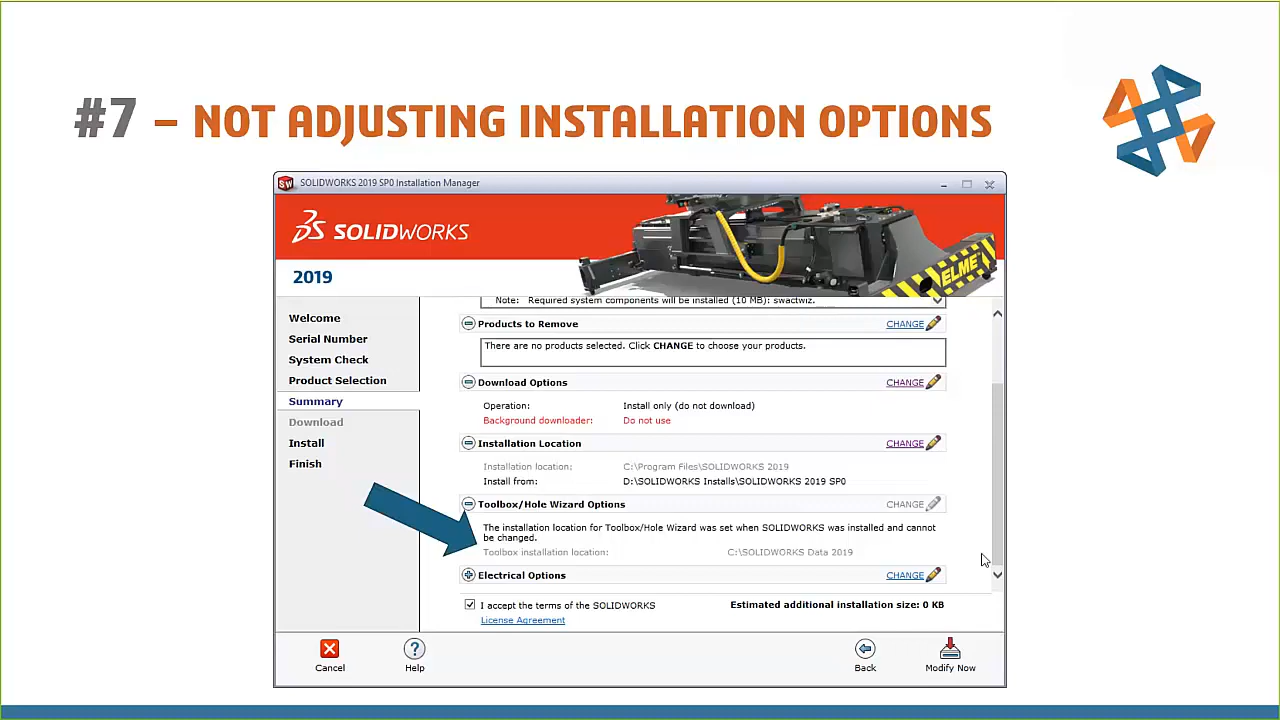 #7 – NOT ADJUSTING INSTALLATION OPTIONS
SW SOLIDWORKS 2019 SP0 Installation Manager
SOLIDWORKS
ELME
2019
Welcome
Serial Number
System Check
Product Selection
Summary
Download
Install
Finish
Note: Required system components will be installed (10 MB): swactwiz.
Products to Remove CHANGE
There are no products selected. Click CHANGE to choose your products.
Download Options CHANGE
Operation: Install only (do not download)
Background downloader: Do not use
Installation Location CHANGE
Installation location: C:\Program Files\SOLIDWORKS 2019
Install from: D:\SOLIDWORKS Installs\SOLIDWORKS 2019 SP0
Toolbox/Hole Wizard Options CHANGE
The installation location for Toolbox/Hole Wizard was set when SOLIDWORKS was installed and cannot
be changed.
Toolbox installation location: C:\SOLIDWORKS Data 2019
Electrical Options CHANGE
I accept the terms of the SOLIDWORKS Estimated additional installation size: 0 KB
License Agreement
Cancel Help Back Modify Now